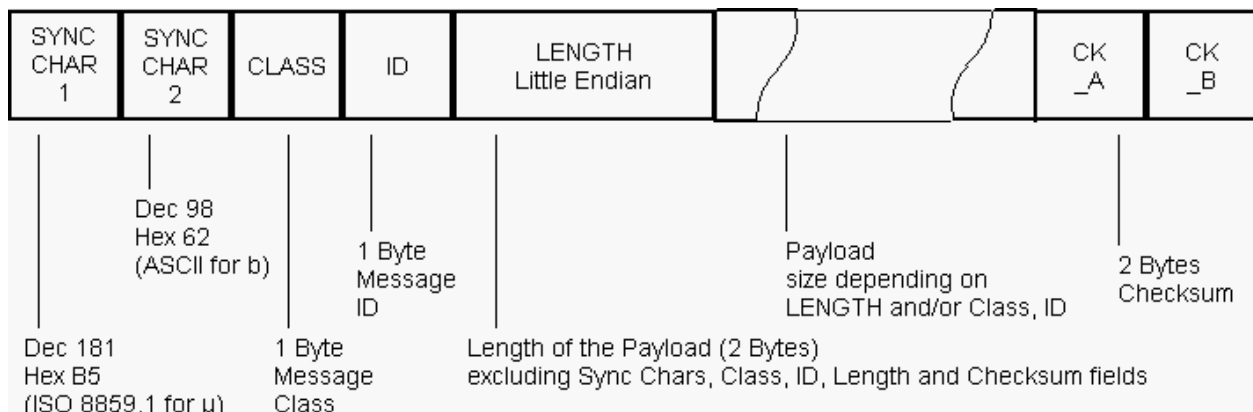 SYNC
CHAR
1
SYNC
CHAR
2
CLASS
ID
LENGTH
Little Endian
CK
_A
CK
_B
Dec 98
Hex 62
(ASCII for b)
1 Byte
Message
ID
Payload
size depending on
LENGTH and/or Class, ID
2 Bytes
Checksum
Dec 181
Hex B5
(ISO 8859.1 for µ)
1 Byte
Message
Class
Length of the Payload (2 Bytes)
excluding Sync Chars, Class, ID, Length and Checksum fields